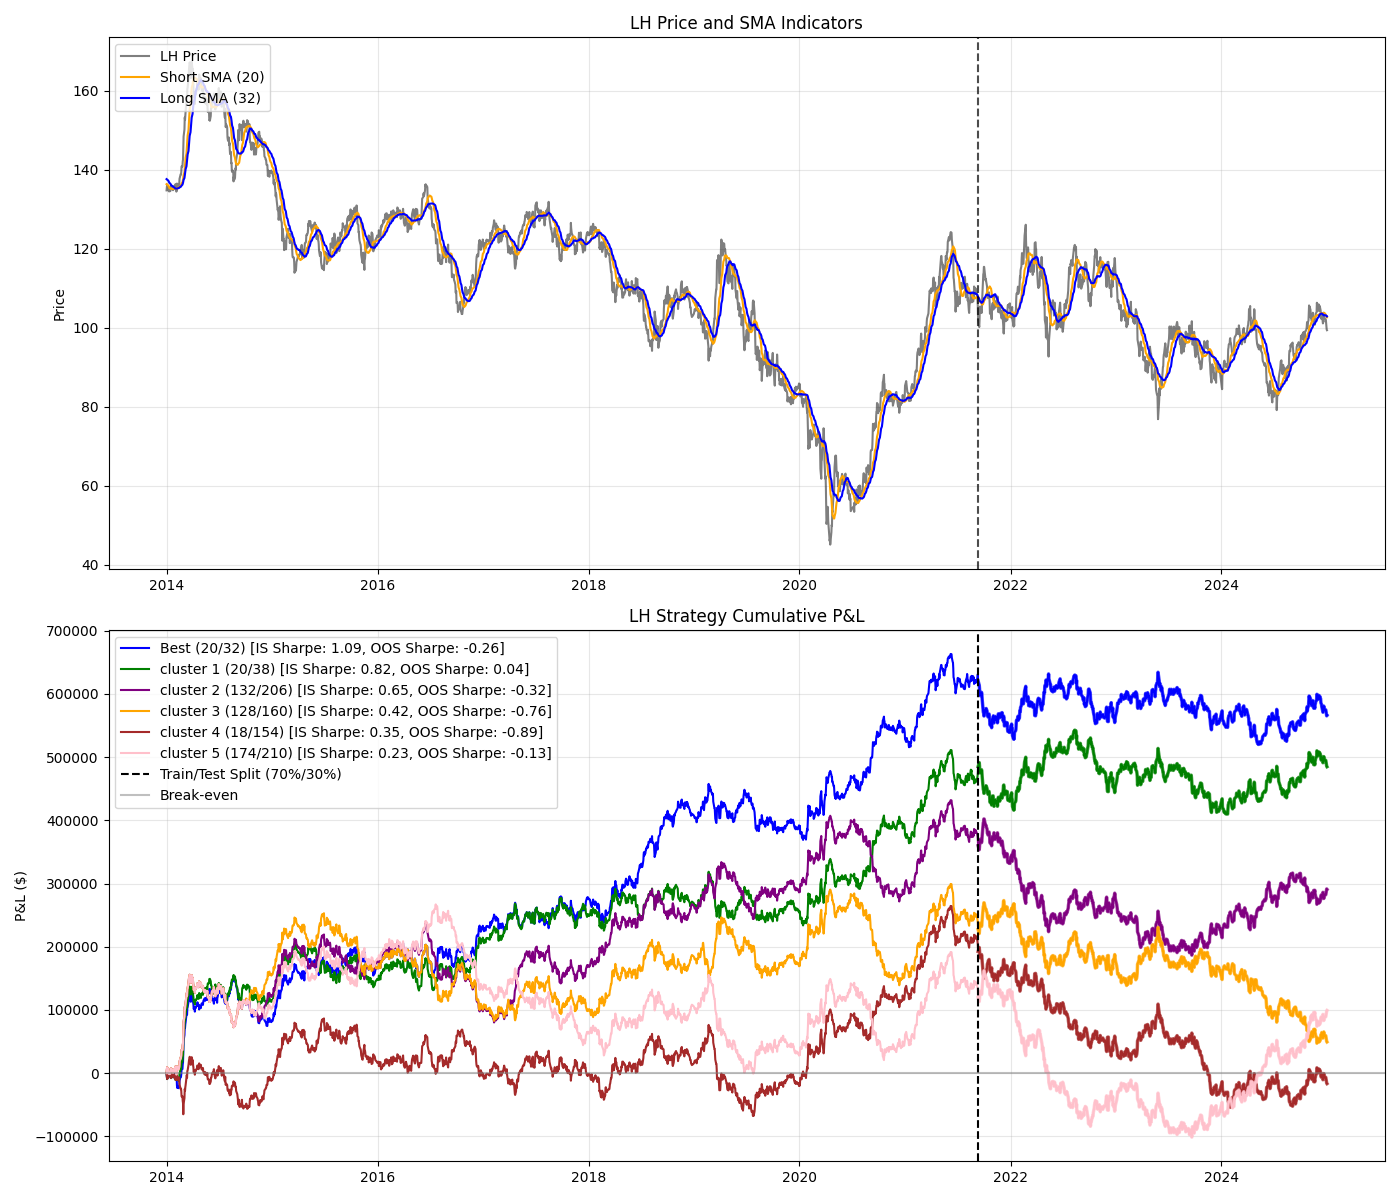 LH Price and SMA Indicators
LH Price
Short SMA (20)
Long SMA (32)
Price
160
140
120
100
80
60
40
2014
2016
2018
2020
2022
2024
LH Strategy Cumulative P&L
Best (20/32) [IS Sharpe: 1.09, OOS Sharpe: -0.26]
cluster 1 (20/38) [IS Sharpe: 0.82, OOS Sharpe: 0.04]
cluster 2 (132/206) [IS Sharpe: 0.65, OOS Sharpe: -0.32]
cluster 3 (128/160) [IS Sharpe: 0.42, OOS Sharpe: -0.76]
cluster 4 (18/154) [IS Sharpe: 0.35, OOS Sharpe: -0.89]
cluster 5 (174/210) [IS Sharpe: 0.23, OOS Sharpe: -0.13]
Train/Test Split (70%/30%)
Break-even
P&L ($)
700000
600000
500000
400000
300000
200000
100000
0
−100000
2014
2016
2018
2020
2022
2024